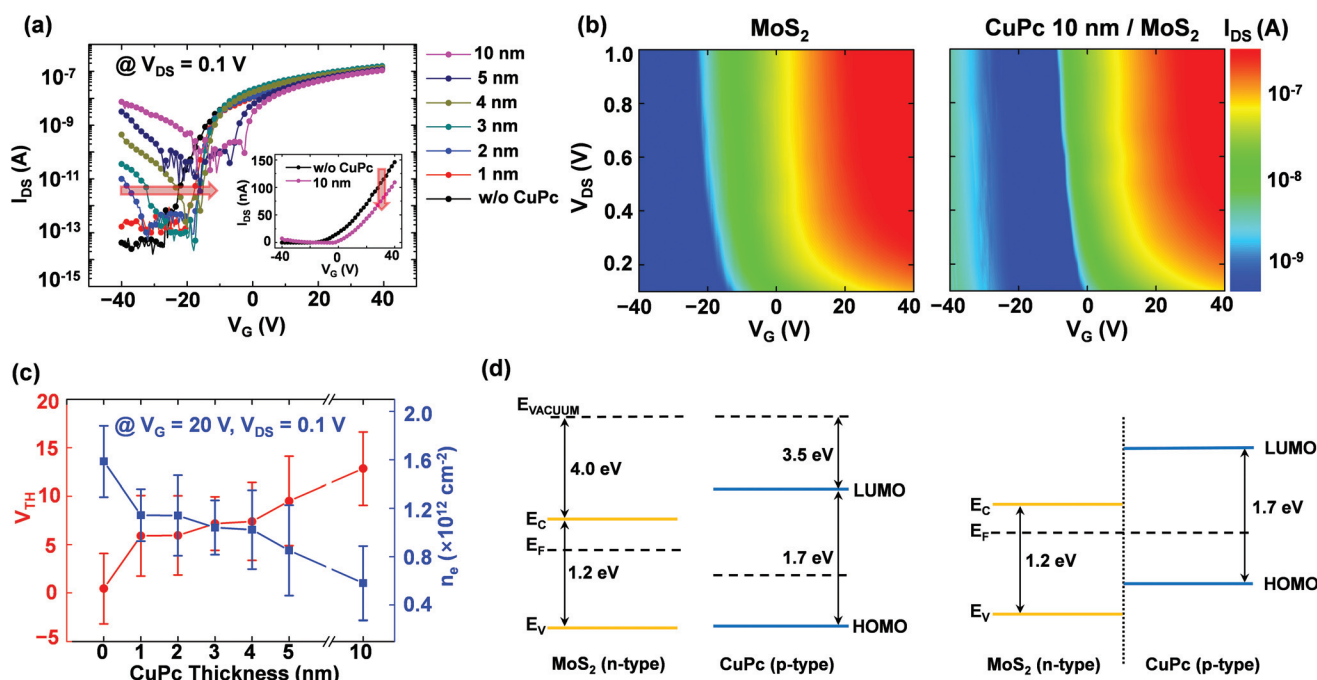 (a)
@ V_DS = 0.1 V
I_DS (A)
10^-7
10^-9
10^-11
10^-13
10^-15
−40 −20 0 20 40
V_G (V)
10 nm
5 nm
4 nm
3 nm
2 nm
1 nm
w/o CuPc
w/o CuPc
10 nm
I_DS (nA)
150
100
50
0
−40 0 40
V_G (V)
(b)
MoS₂
CuPc 10 nm / MoS₂
I_DS (A)
V_DS (V)
1.0
0.8
0.6
0.4
0.2
−40 −20 0 20 40
V_G (V)
−40 −20 0 20 40
V_G (V)
10^-7
10^-8
10^-9
(c)
@ V_G = 20 V, V_DS = 0.1 V
V_TH
20
15
10
5
0
−5
0 1 2 3 4 5 10
CuPc Thickness (nm)
2.0
1.6
1.2
0.8
0.4
n_e (×10^12 cm^-2)
(d)
E_VACUUM
4.0 eV
E_C
E_F
1.2 eV
E_V
MoS₂ (n-type)
3.5 eV
LUMO
1.7 eV
HOMO
CuPc (p-type)
E_C
E_F
1.2 eV
E_V
MoS₂ (n-type)
LUMO
1.7 eV
HOMO
CuPc (p-type)